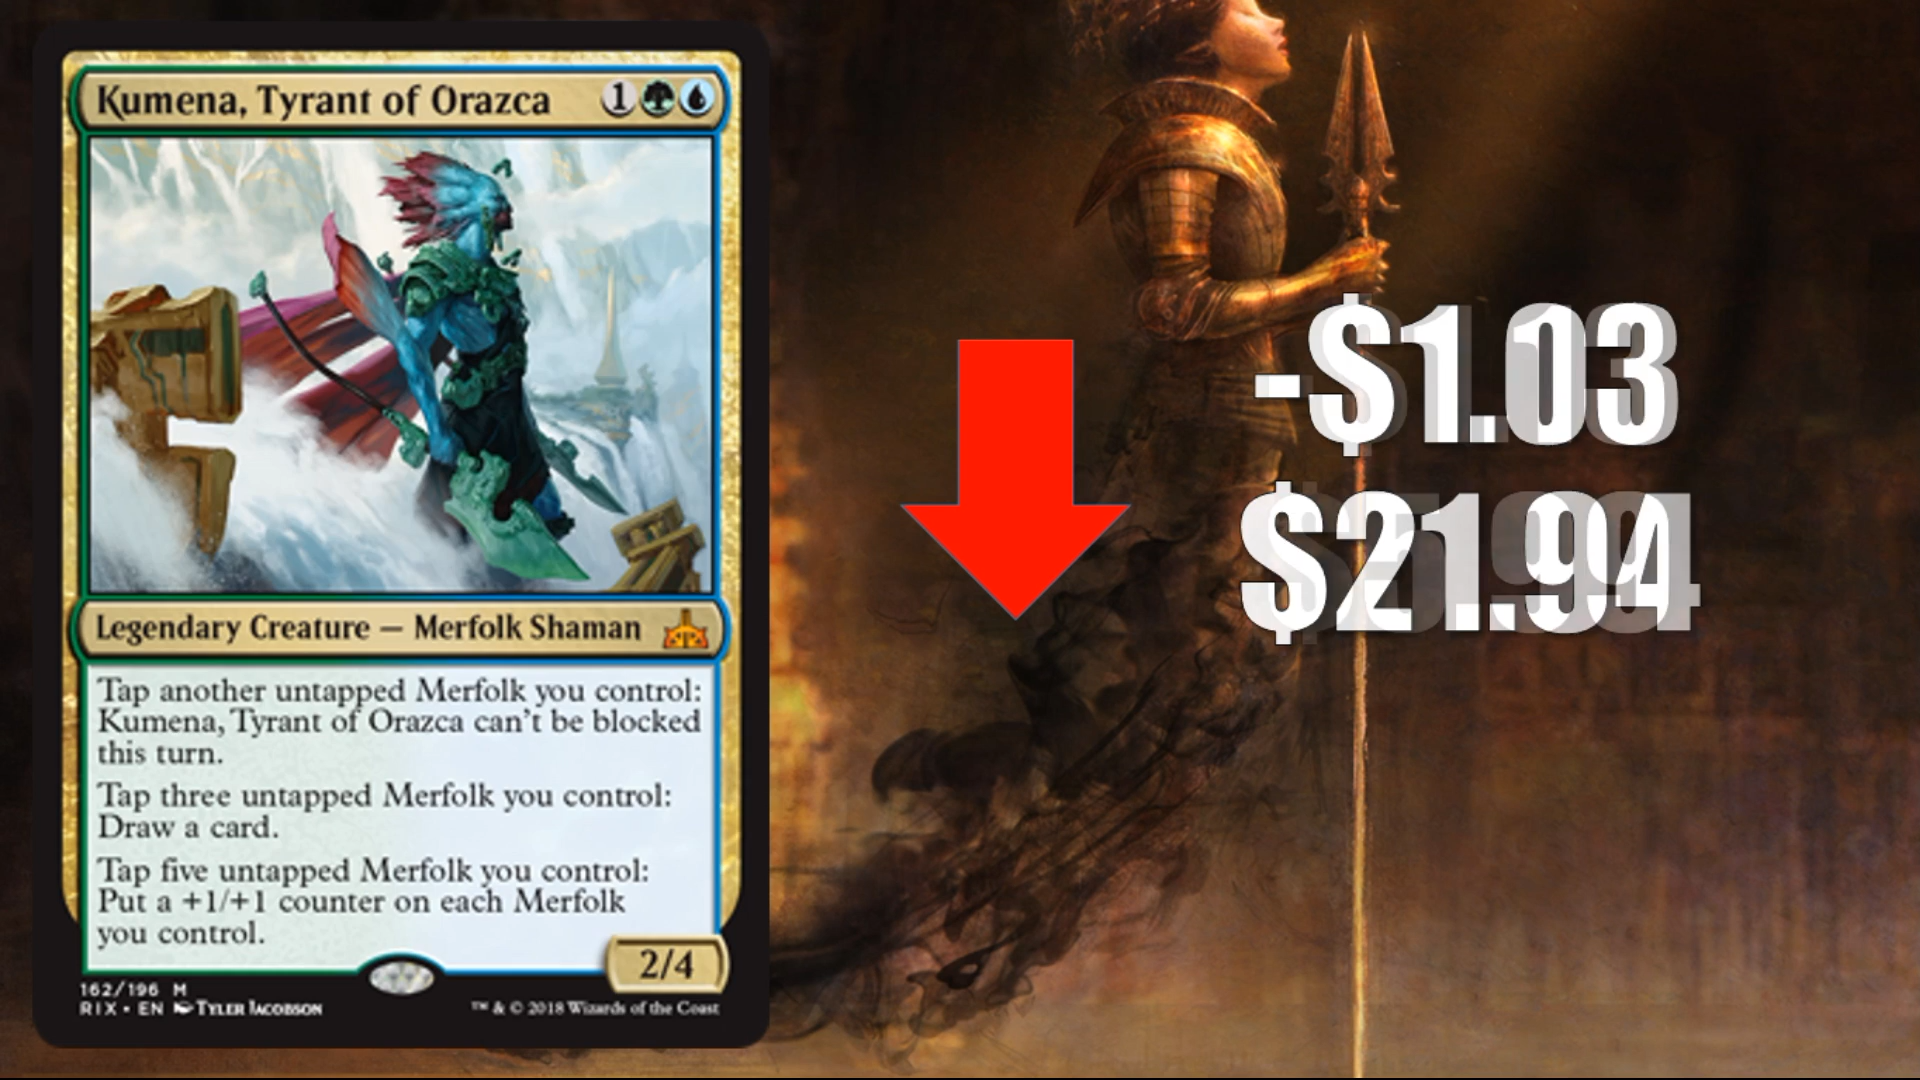 Kumena, Tyrant of Orazca 1
Legendary Creature — Merfolk Shaman
Tap another untapped Merfolk you control:
Kumena, Tyrant of Orazca can't be blocked
this turn.
Tap three untapped Merfolk you control:
Draw a card.
Tap five untapped Merfolk you control:
Put a +1/+1 counter on each Merfolk
you control.
2/4
162/196 M
RIX • EN Tyler Jacobson
™ & © 2018 Wizards of the Coast
-$1.03
$21.94